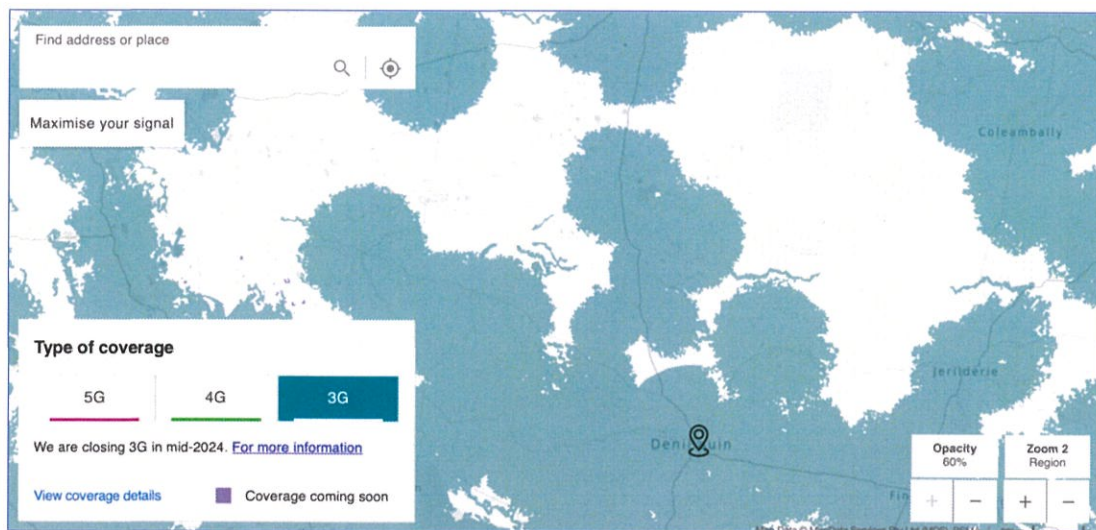 Find address or place
Maximise your signal
Coleambally
Jerilderie
Type of coverage
5G
4G
3G
We are closing 3G in mid-2024. For more information
View coverage details
Coverage coming soon
Opacity
60%
Zoom 2
Region
+
−
+
−